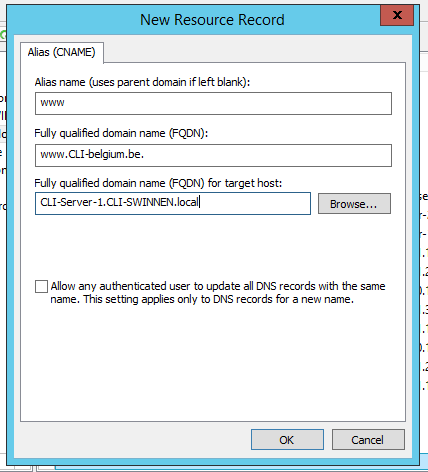 New Resource Record
Alias (CNAME)
Alias name (uses parent domain if left blank):
www
Fully qualified domain name (FQDN):
www.CLI-belgium.be.
Fully qualified domain name (FQDN) for target host:
CLI-Server-1.CLI-SWINNEN.local
Browse...
Allow any authenticated user to update all DNS records with the same
name. This setting applies only to DNS records for a new name.
OK
Cancel